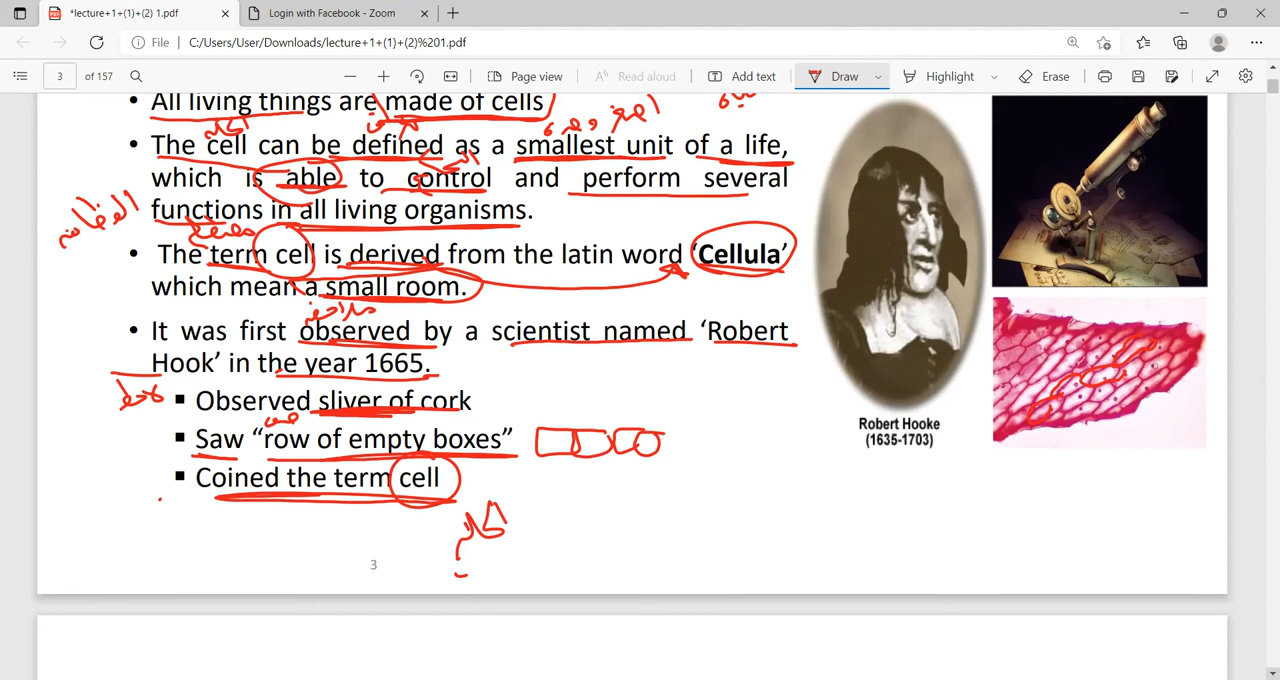 *lecture+1+(1)+(2) 1.pdf
Login with Facebook - Zoom
File
C:/Users/User/Downloads/lecture+1+(1)+(2)%201.pdf
3 of 157
Page view
Read aloud
Add text
Draw
Highlight
Erase
• All living things are made of cells
• The cell can be defined as a smallest unit of a life,
which is able to control and perform several
functions in all living organisms.
• The term cell is derived from the latin word ‘Cellula’
which mean a small room.
• It was first observed by a scientist named ‘Robert
Hook’ in the year 1665.
▪ Observed sliver of cork
▪ Saw “row of empty boxes”
▪ Coined the term cell
3
Robert Hooke
(1635-1703)